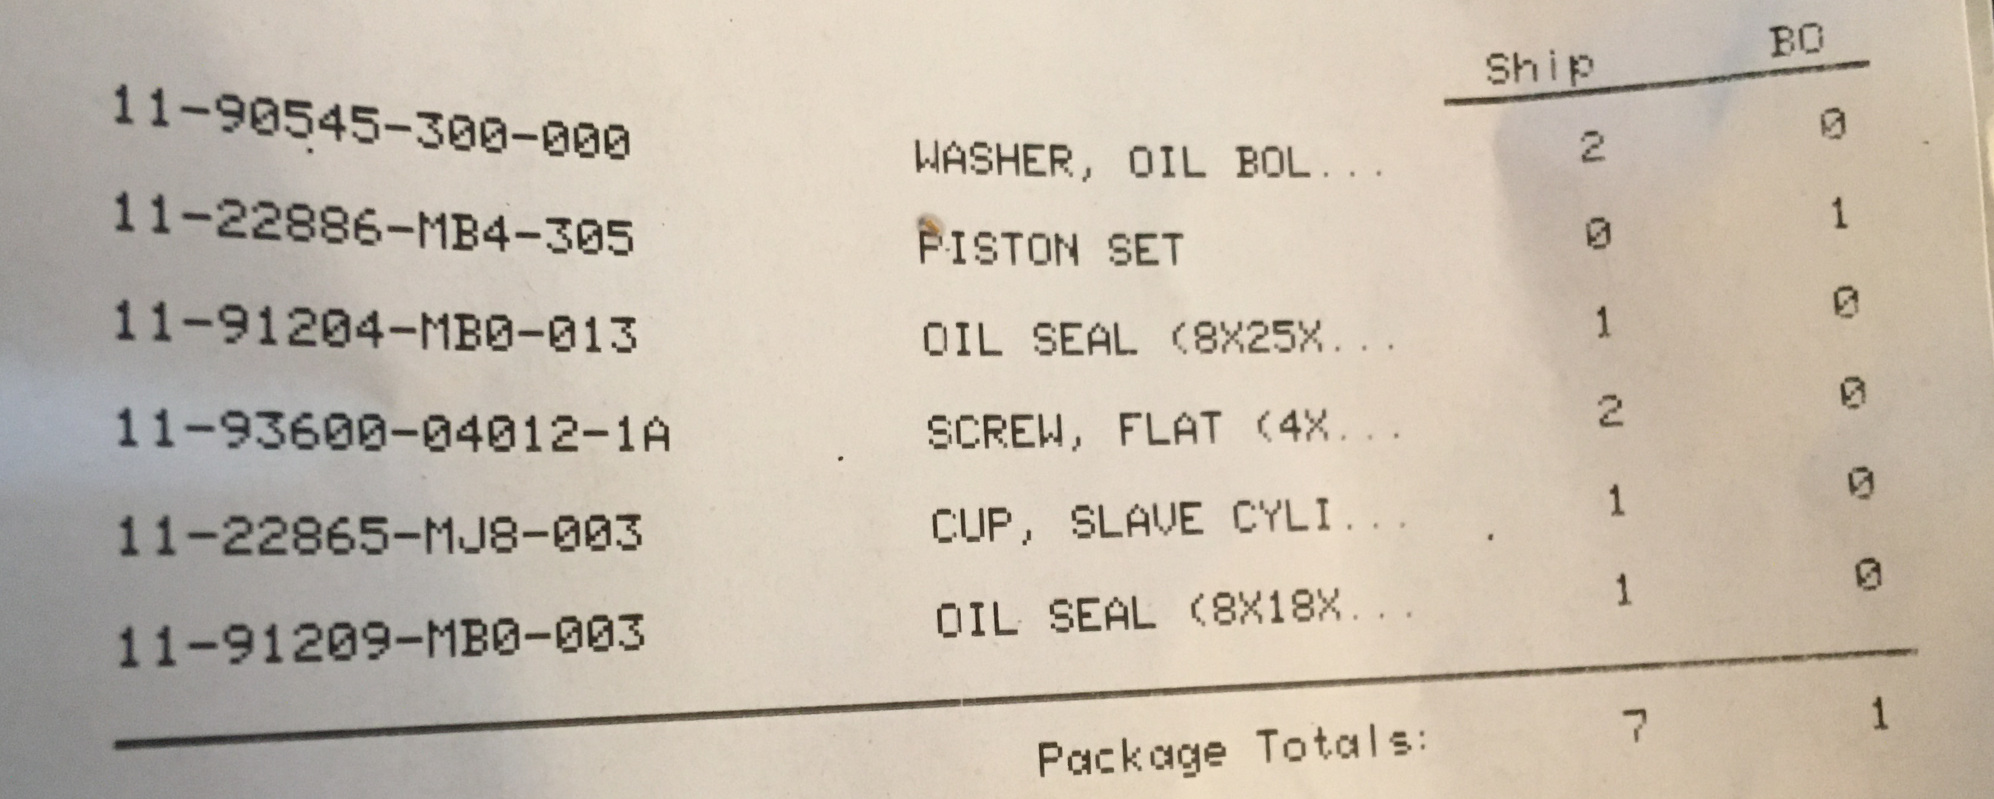 Ship BO
11-90545-300-000 WASHER, OIL BOL... 2 0
11-22886-MB4-305 PISTON SET 0 1
11-91204-MB0-013 OIL SEAL (8X25X... 1 0
11-93600-04012-1A SCREW, FLAT (4X... 2 0
11-22865-MJ8-003 CUP, SLAVE CYLI... 1 0
11-91209-MB0-003 OIL SEAL (8X18X... 1 0
Package Totals: 7 1